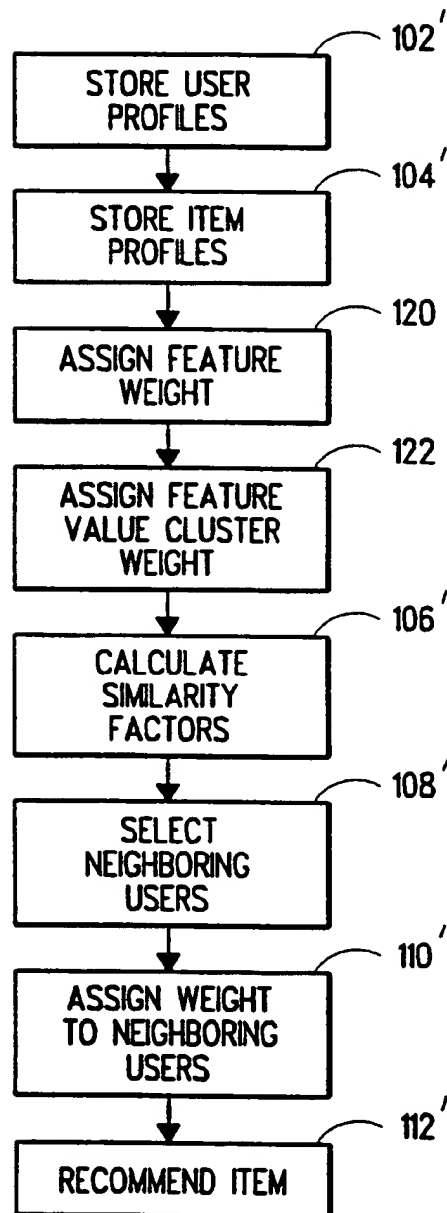 102'
STORE USER
PROFILES
104'
STORE ITEM
PROFILES
120
ASSIGN FEATURE
WEIGHT
122
ASSIGN FEATURE
VALUE CLUSTER
WEIGHT
106'
CALCULATE
SIMILARITY
FACTORS
108'
SELECT
NEIGHBORING
USERS
110'
ASSIGN WEIGHT
TO NEIGHBORING
USERS
112'
RECOMMEND ITEM